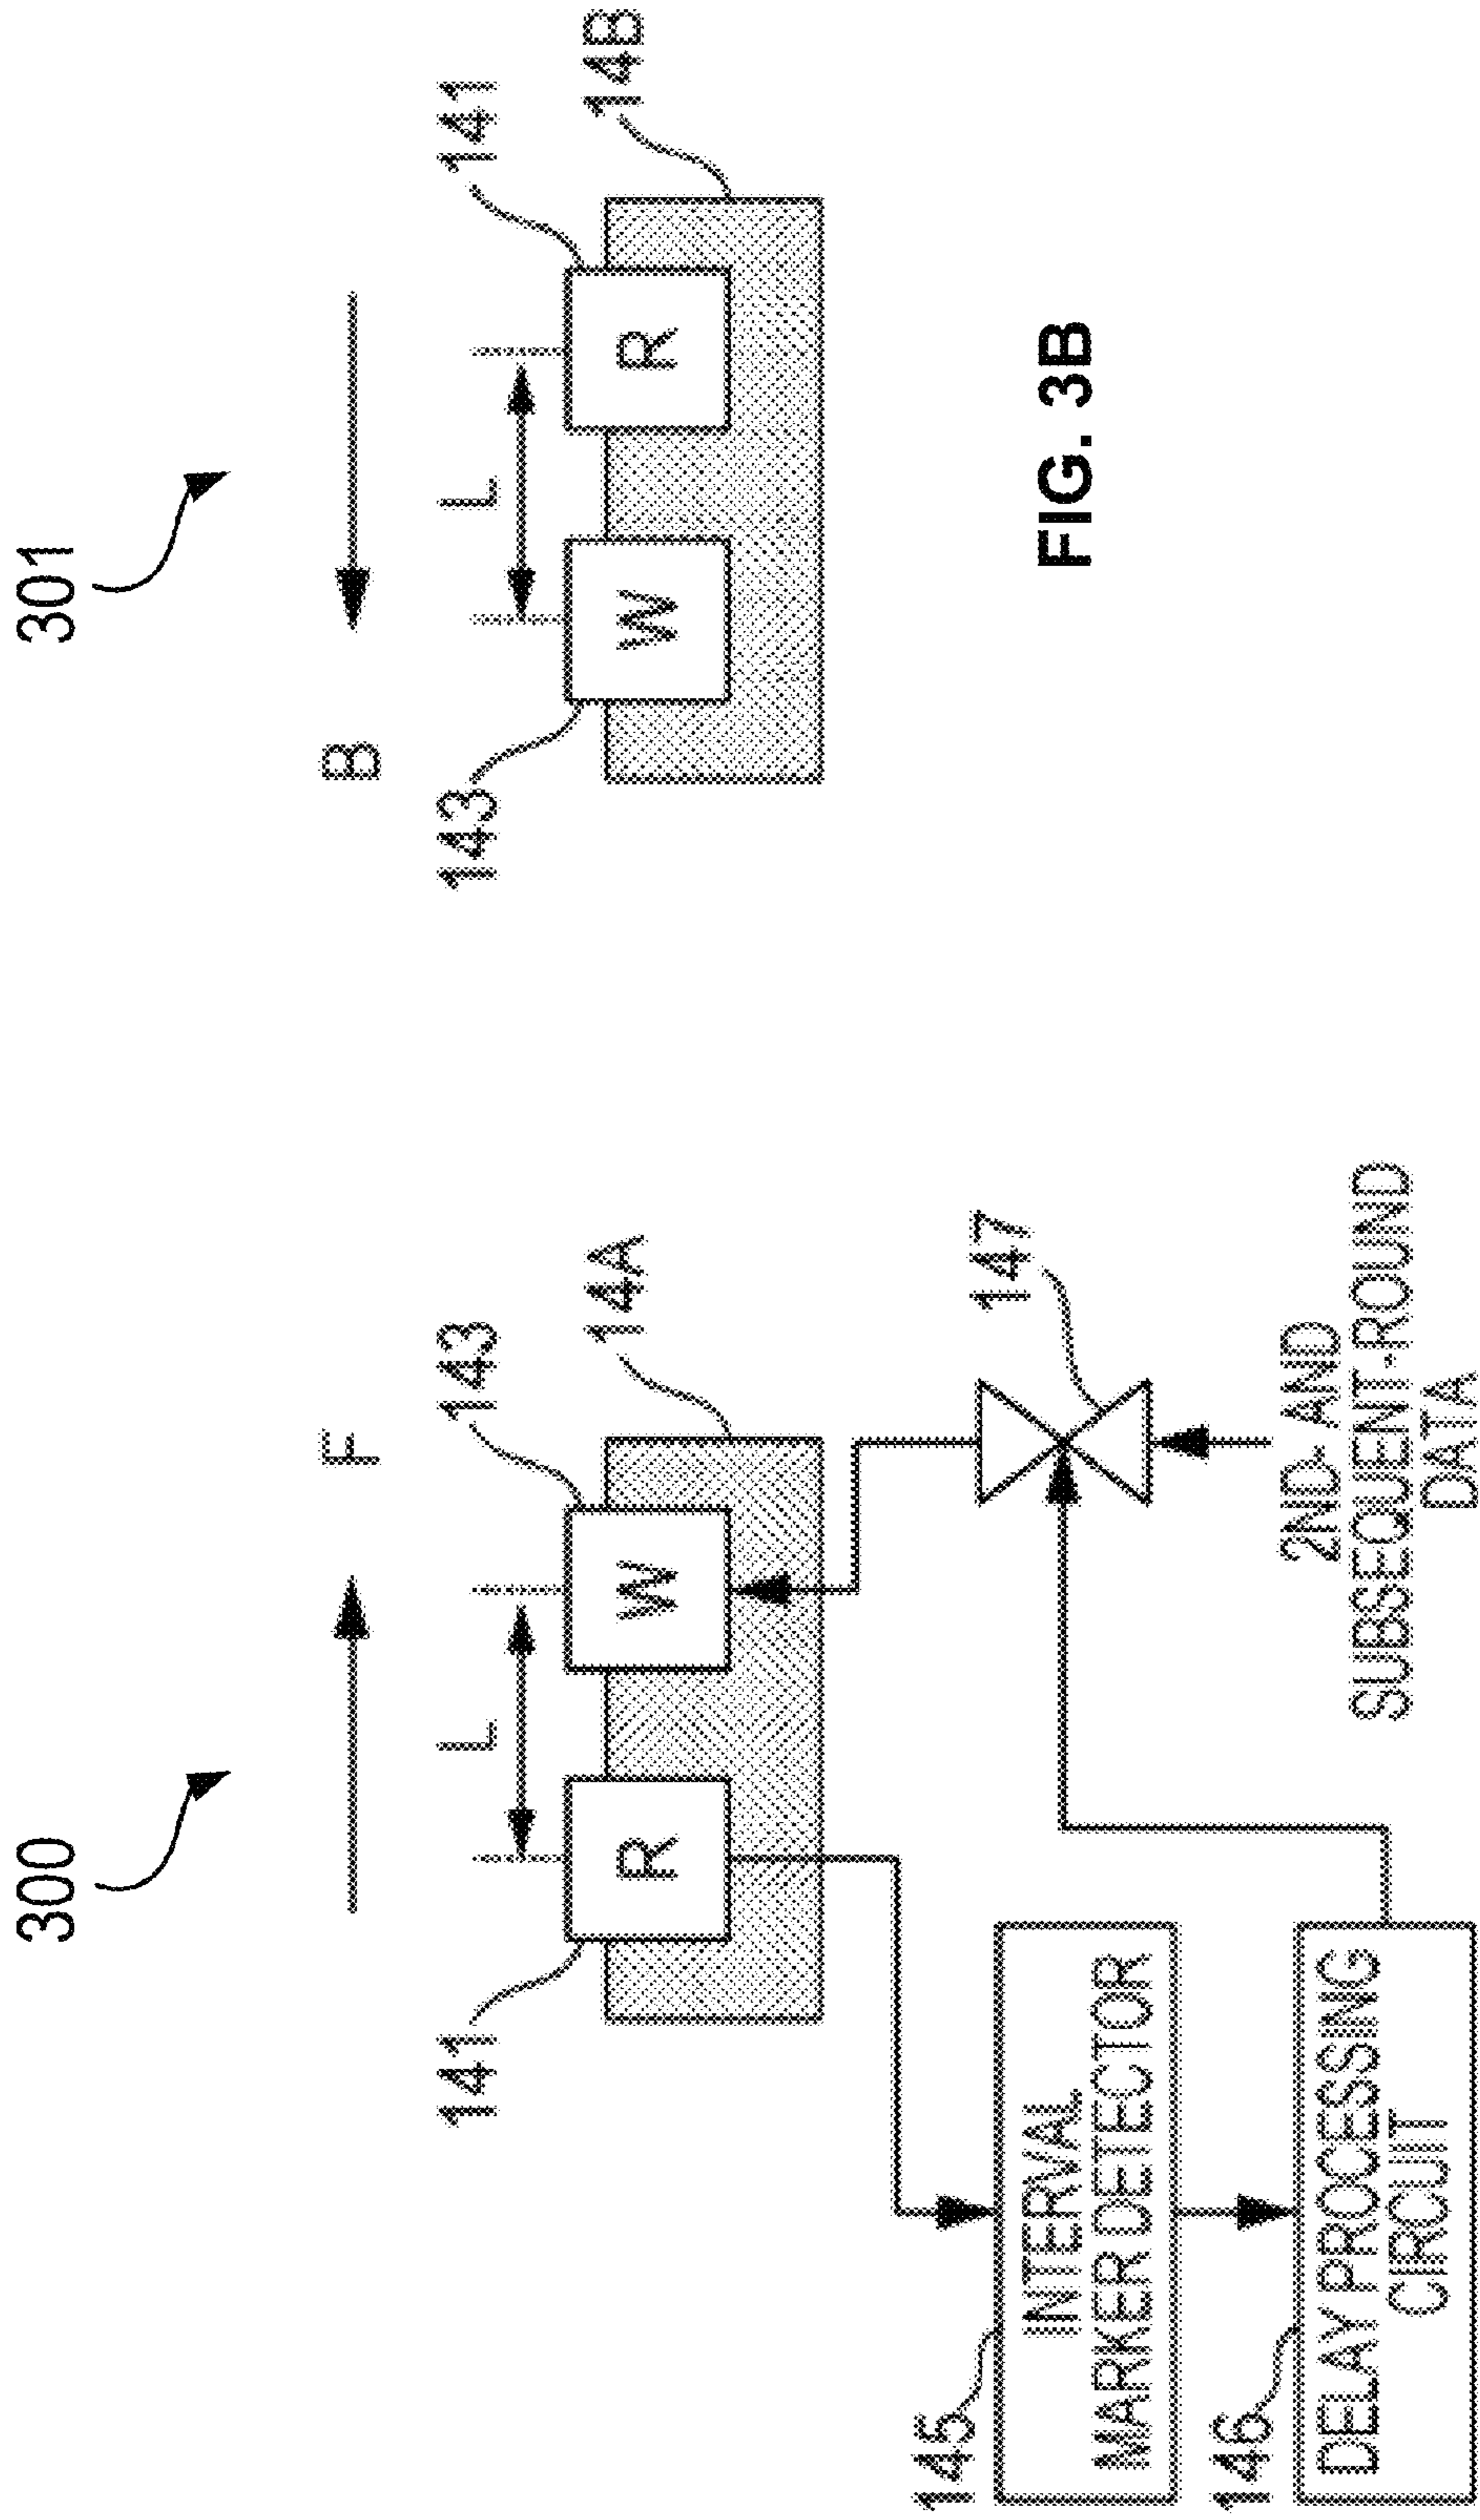 300
F
141
L
143
14A
R
W
145
INTERVAL
MARKER DETECTOR
147
146
DELAY PROCESSING
CIRCUIT
2ND- AND
SUBSEQUENT-ROUND
DATA
301
B
143
L
141
14B
W
R
FIG. 3B